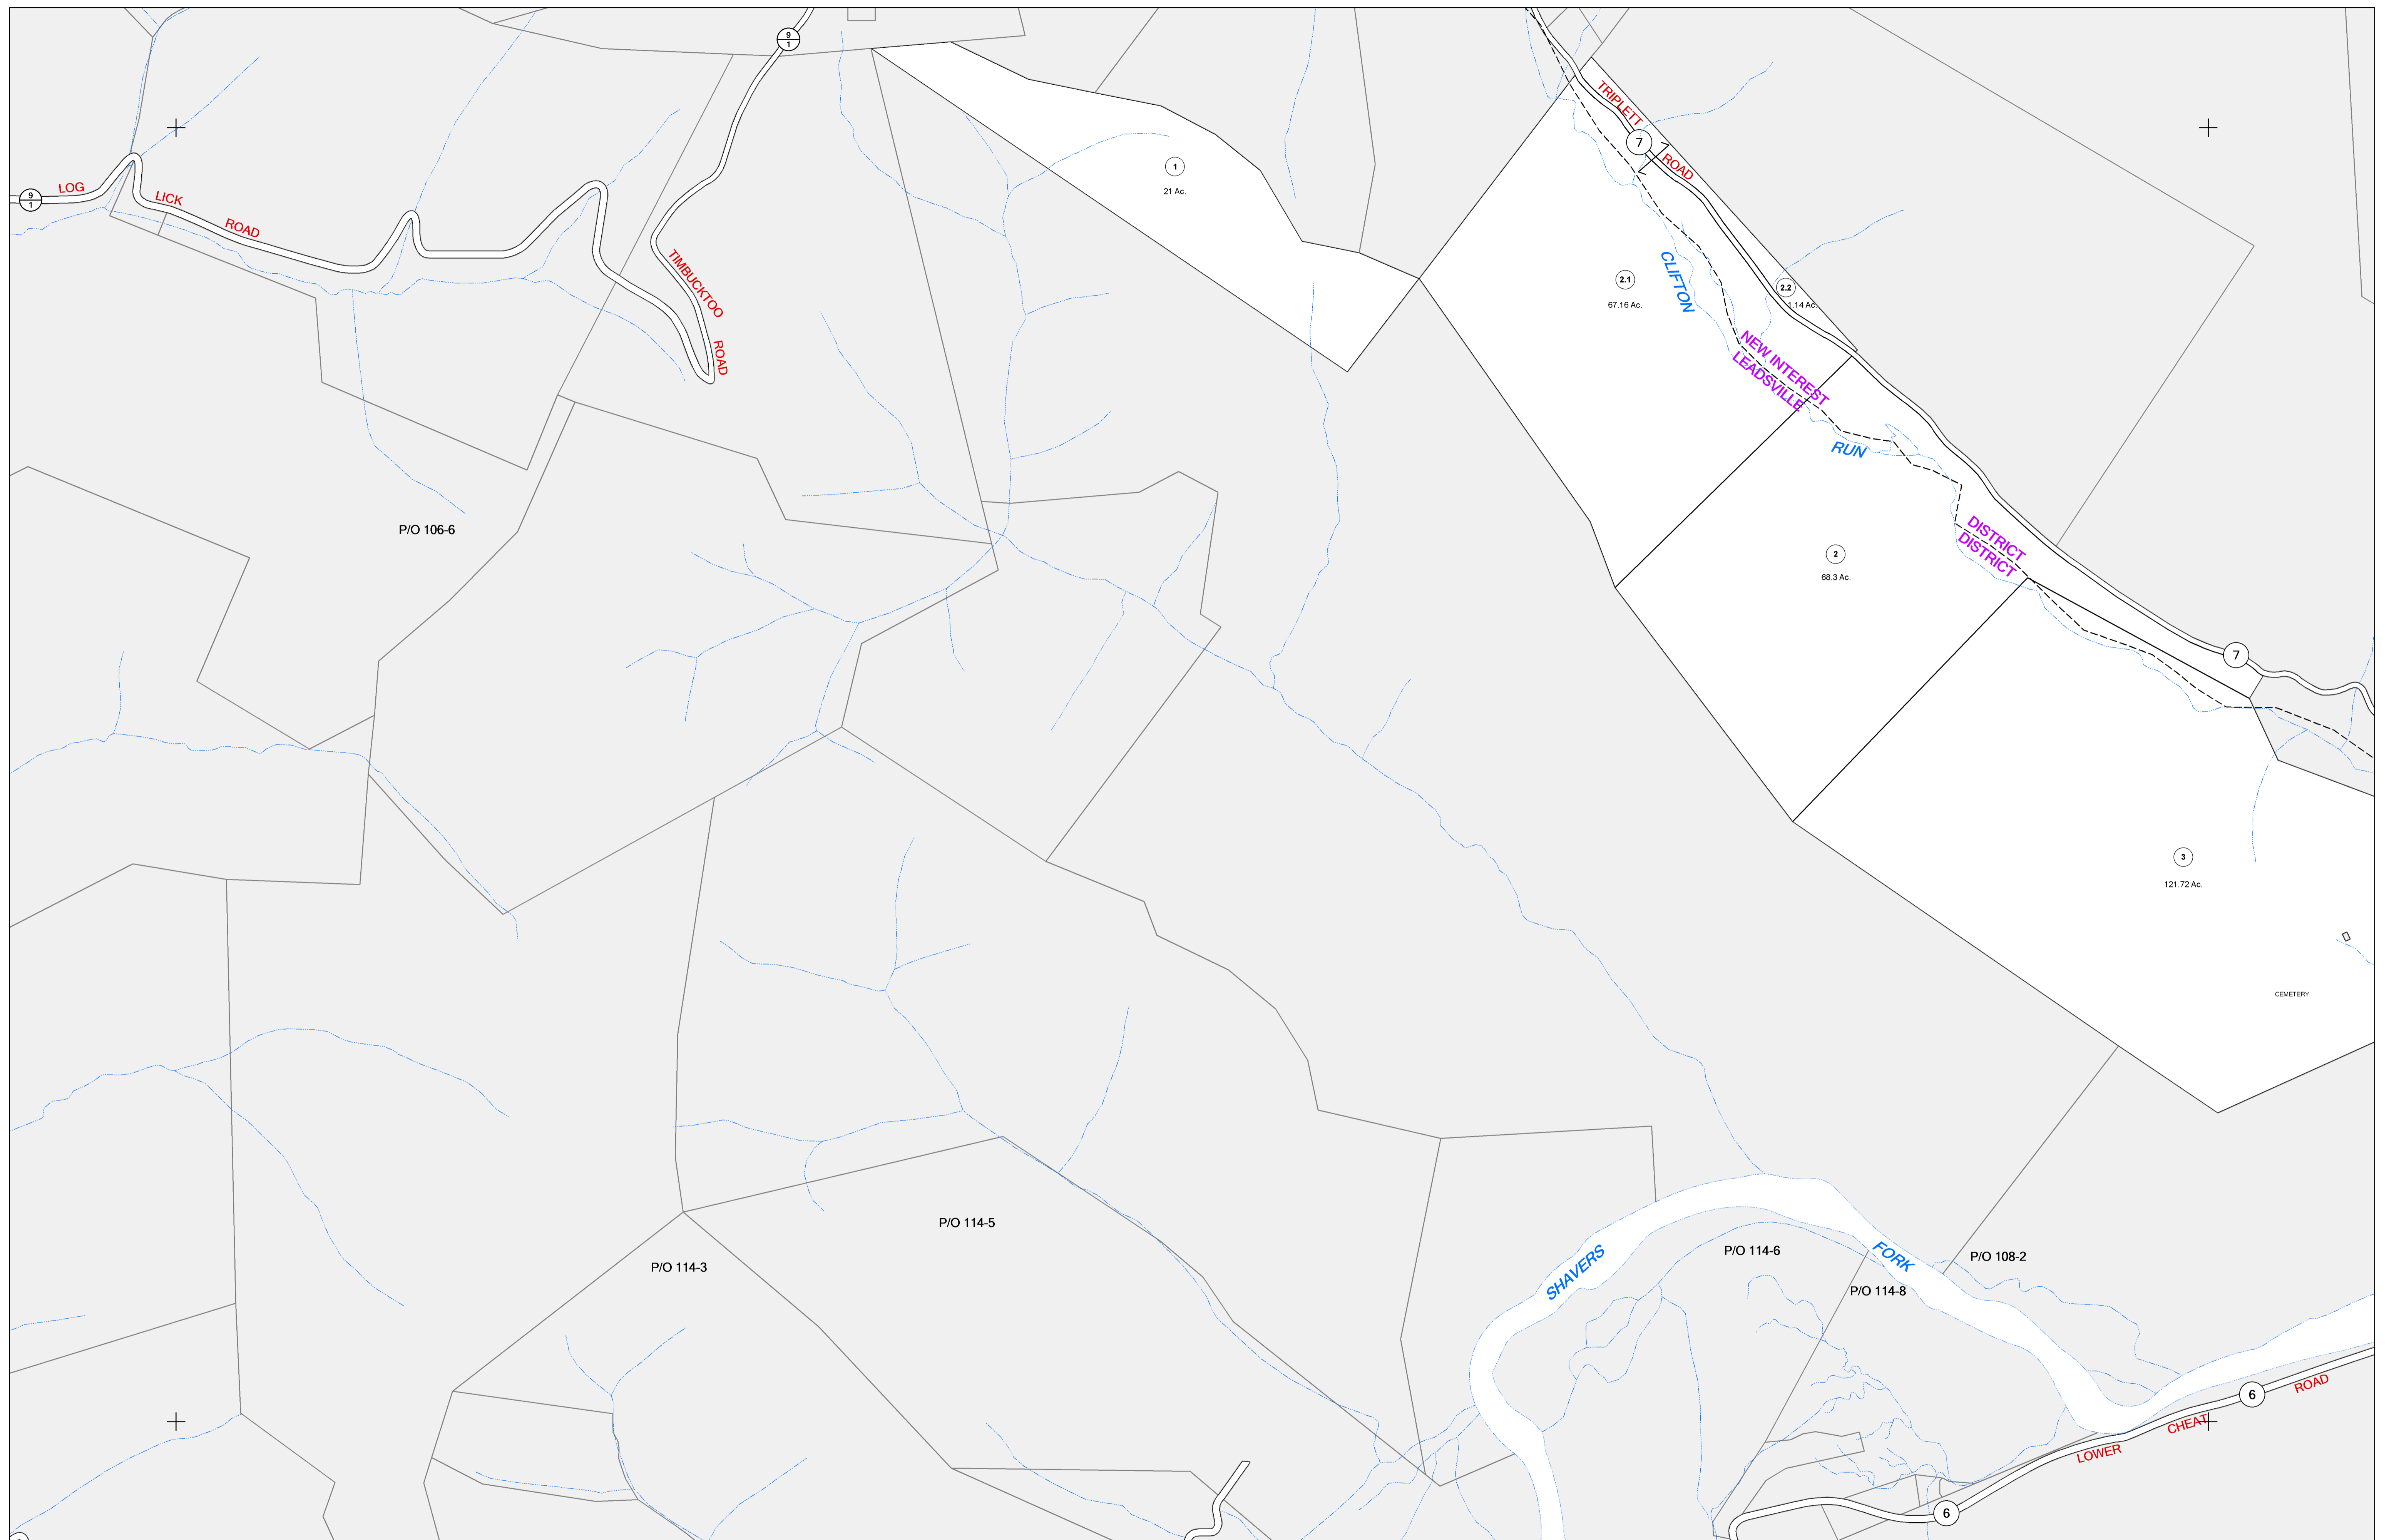 9
1
TRIPLETT
7
ROAD
1
21 Ac.
9
1
LOG
LICK
ROAD
TIMBUCKTOO
ROAD
CLIFTON
2.1
67.16 Ac.
2.2
1.14 Ac.
NEW INTEREST
LEADSVILLE
RUN
P/O 106-6
DISTRICT
DISTRICT
2
68.3 Ac.
7
3
121.72 Ac.
CEMETERY
P/O 114-5
P/O 114-3
SHAVERS
FORK
P/O 114-6
P/O 108-2
P/O 114-8
6
ROAD
CHEAT
LOWER
6